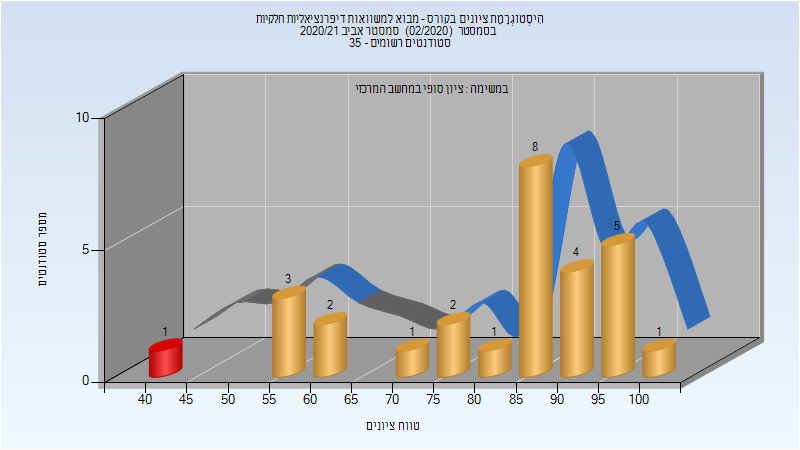 היסטוגרמת ציונים בקורס - מבוא למשוואות דיפרנציאליות חלקיות
בסמסטר (02/2020) סמסטר אביב 2020/21
סטודנטים רשומים - 35
במשימה : ציון סופי במחשב המרכזי
מספר סטודנטים
10
5
0
1
3
2
1
2
1
8
4
5
1
40 45 50 55 60 65 70 75 80 85 90 95 100
טווח ציונים